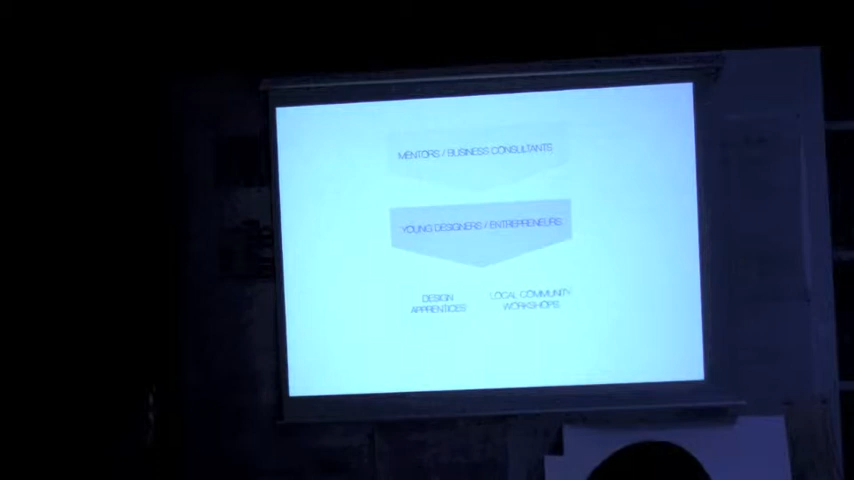 MENTORS / BUSINESS CONSULTANTS
YOUNG DESIGNERS / ENTREPRENEURS
DESIGN
APPRENTICES
LOCAL COMMUNITY
WORKSHOPS